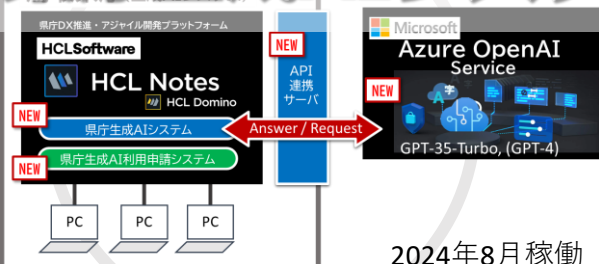 県庁DX推進・アジャイル開発プラットフォーム
HCLSoftware
HCL Notes
HCL Domino
NEW
県庁生成AIシステム
県庁生成AI利用申請システム
NEW
PC
PC
PC
NEW
API
連携
サーバ
Answer / Request
Microsoft
Azure OpenAI
Service
NEW
A
字
GPT-35-Turbo, (GPT-4)
2024年8月稼働